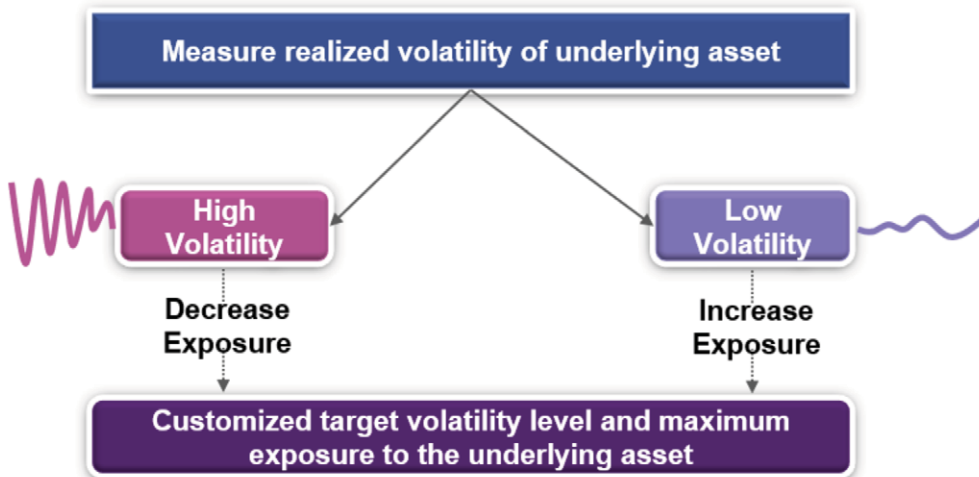 Measure realized volatility of underlying asset
High
Volatility
Low
Volatility
Decrease
Exposure
Increase
Exposure
Customized target volatility level and maximum
exposure to the underlying asset